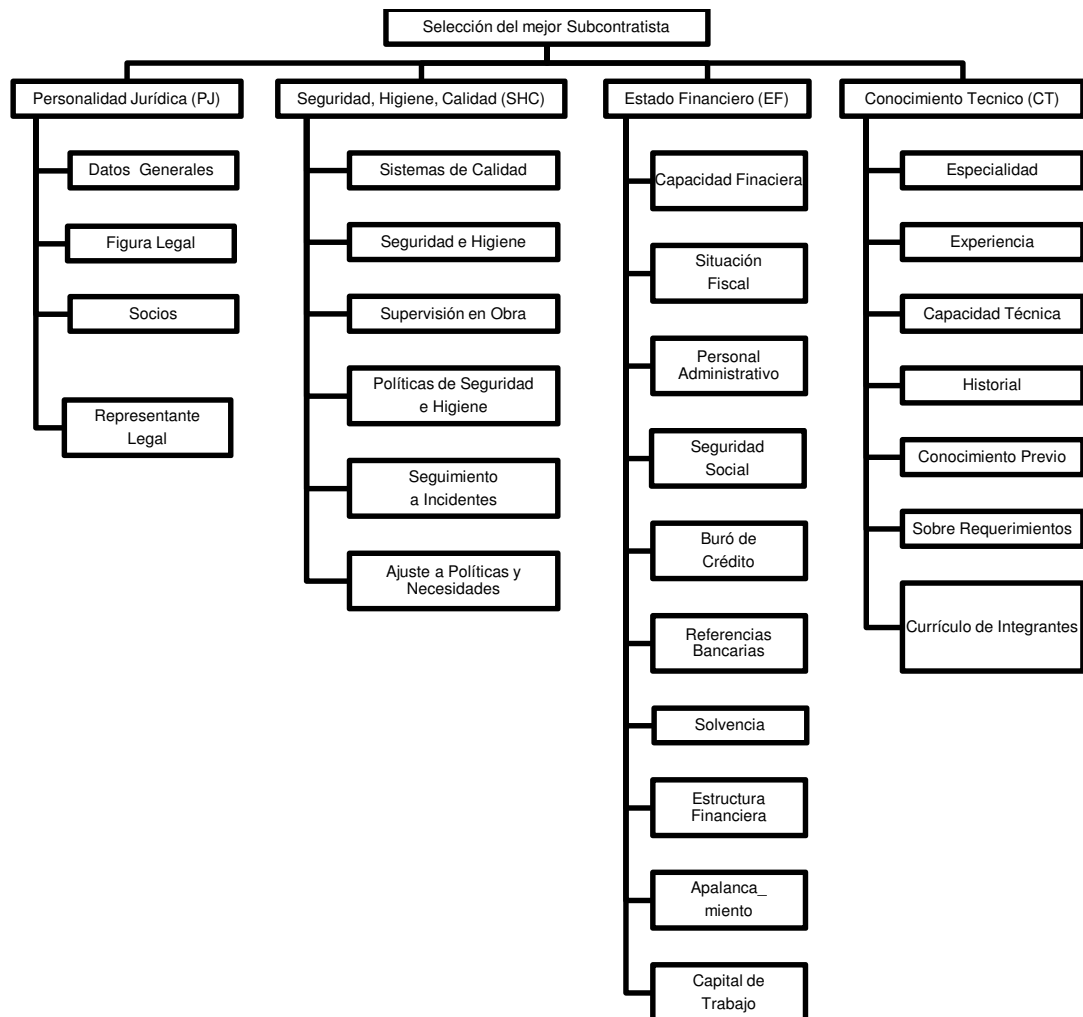 Selección del mejor Subcontratista
Personalidad Jurídica (PJ)
Seguridad, Higiene, Calidad (SHC)
Estado Financiero (EF)
Conocimiento Tecnico (CT)
Datos Generales
Figura Legal
Socios
Representante
Legal
Sistemas de Calidad
Seguridad e Higiene
Supervisión en Obra
Políticas de Seguridad
e Higiene
Seguimiento
a Incidentes
Ajuste a Políticas y
Necesidades
Capacidad Finaciera
Situación
Fiscal
Personal
Administrativo
Seguridad
Social
Buró de
Crédito
Referencias
Bancarias
Solvencia
Estructura
Financiera
Apalanca_
miento
Capital de
Trabajo
Especialidad
Experiencia
Capacidad Técnica
Historial
Conocimiento Previo
Sobre Requerimientos
Currículo de Integrantes